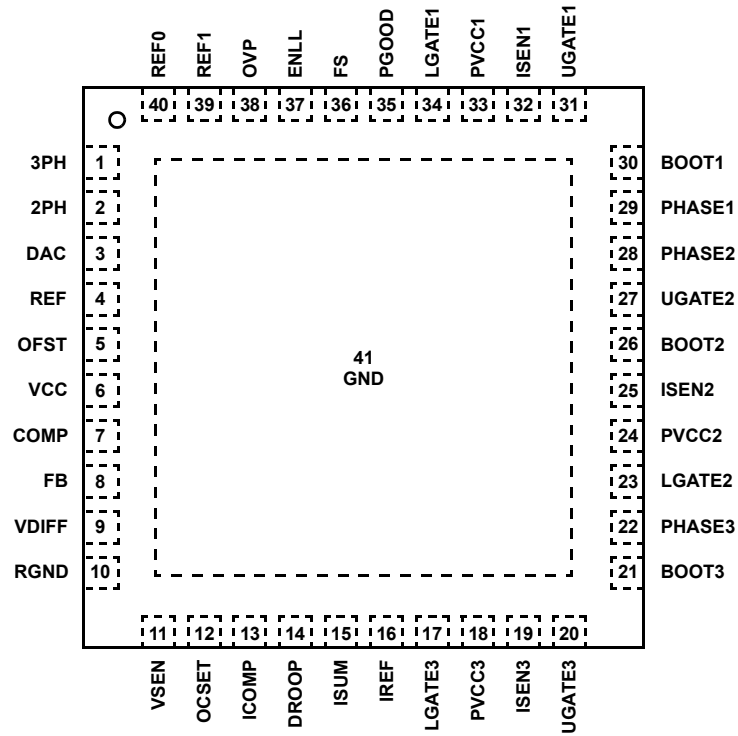 REF0 REF1 OVP ENLL FS PGOOD LGATE1 PVCC1 ISEN1 UGATE1
40 39 38 37 36 35 34 33 32 31
3PH 1 30 BOOT1
2PH 2 29 PHASE1
DAC 3 28 PHASE2
REF 4 27 UGATE2
OFST 5 26 BOOT2
41
GND
VCC 6 25 ISEN2
COMP 7 24 PVCC2
FB 8 23 LGATE2
VDIFF 9 22 PHASE3
RGND 10 21 BOOT3
11 12 13 14 15 16 17 18 19 20
VSEN OCSET ICOMP DROOP ISUM IREF LGATE3 PVCC3 ISEN3 UGATE3